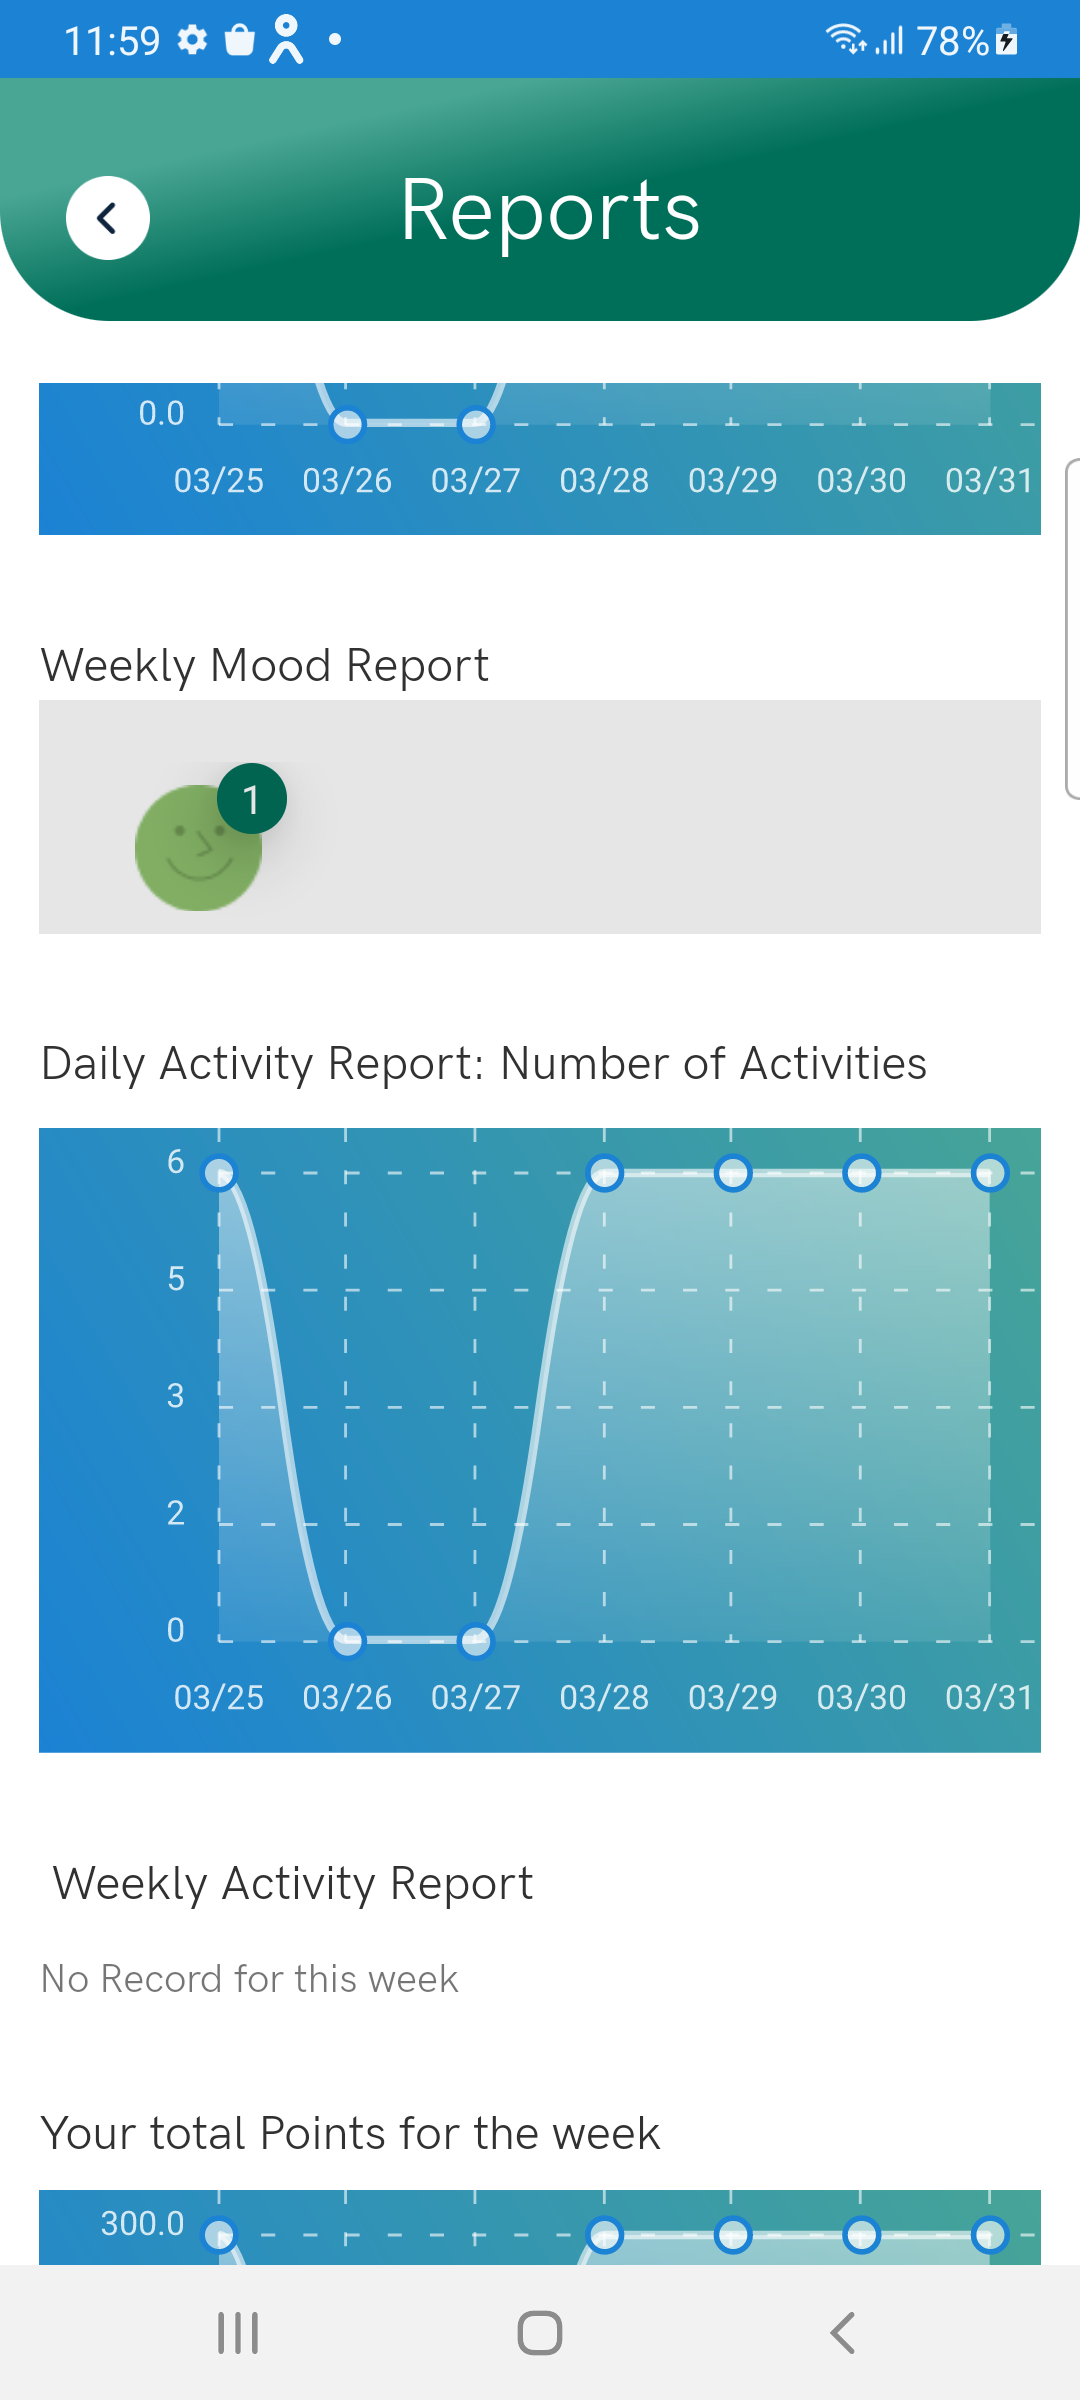 11:59
78%
Reports
0.0
03/25 03/26 03/27 03/28 03/29 03/30 03/31
Weekly Mood Report
1
Daily Activity Report: Number of Activities
6
5
3
2
0
03/25 03/26 03/27 03/28 03/29 03/30 03/31
Weekly Activity Report
No Record for this week
Your total Points for the week
300.0